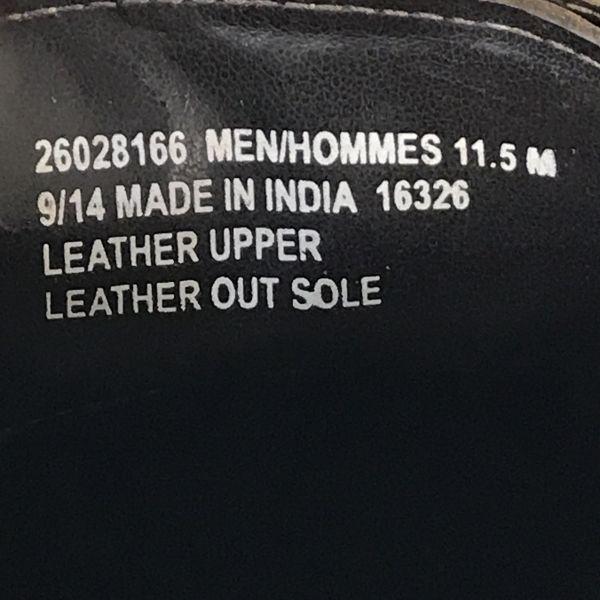 26028166 MEN/HOMMES 11.5 M
9/14 MADE IN INDIA 16326
LEATHER UPPER
LEATHER OUT SOLE